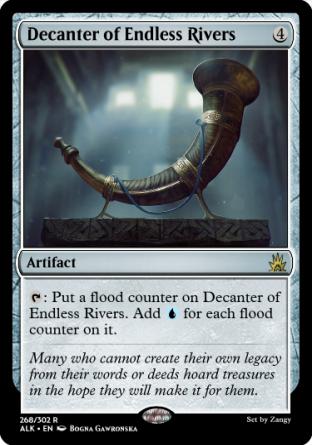 Decanter of Endless Rivers 4
Artifact
: Put a flood counter on Decanter of
Endless Rivers. Add for each flood
counter on it.
Many who cannot create their own legacy
from their words or deeds hoard treasures
in the hope they will make it for them.
268/302 R
ALK • EN Bogna Gawrońska
Set by Zangy